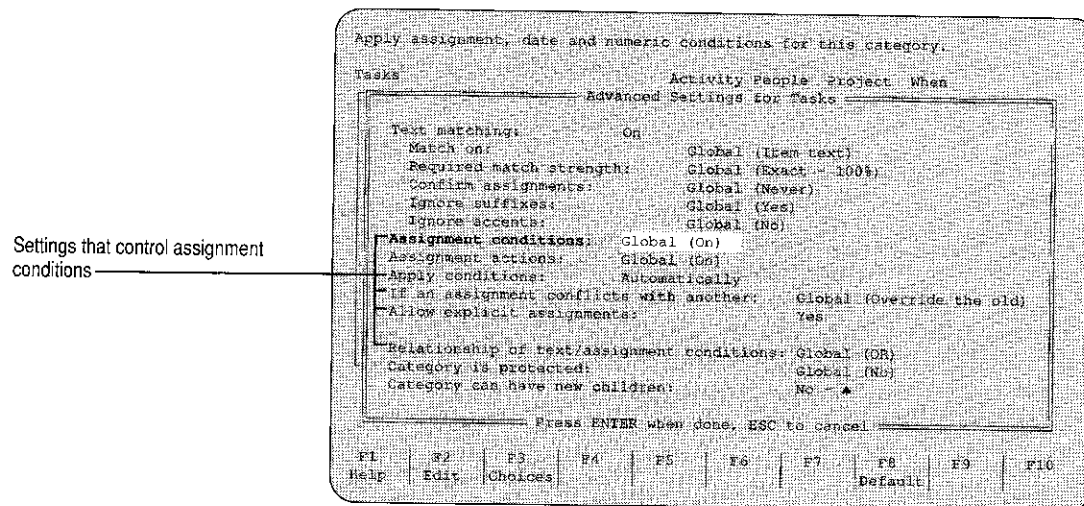 Apply assignment, date and numeric conditions for this category.
Tasks Activity People Project When
Advanced Settings for Tasks
Text matching: On
Match on: Global (Item text)
Required match strength: Global (Exact - 100%)
Confirm assignments: Global (Never)
Ignore suffixes: Global (Yes)
Ignore accents: Global (No)
Assignment conditions: Global (On)
Assignment actions: Global (On)
Apply conditions: Automatically
If an assignment conflicts with another: Global (Override the old)
Allow explicit assignments: Yes
Relationship of text/assignment conditions: Global (OR)
Category is protected: Global (No)
Category can have new children: No - ▲
Press ENTER when done, ESC to cancel
F1 F2 F3 F4 F5 F6 F7 F8 F9 F10
Help Edit Choices Default
Settings that control assignment
conditions